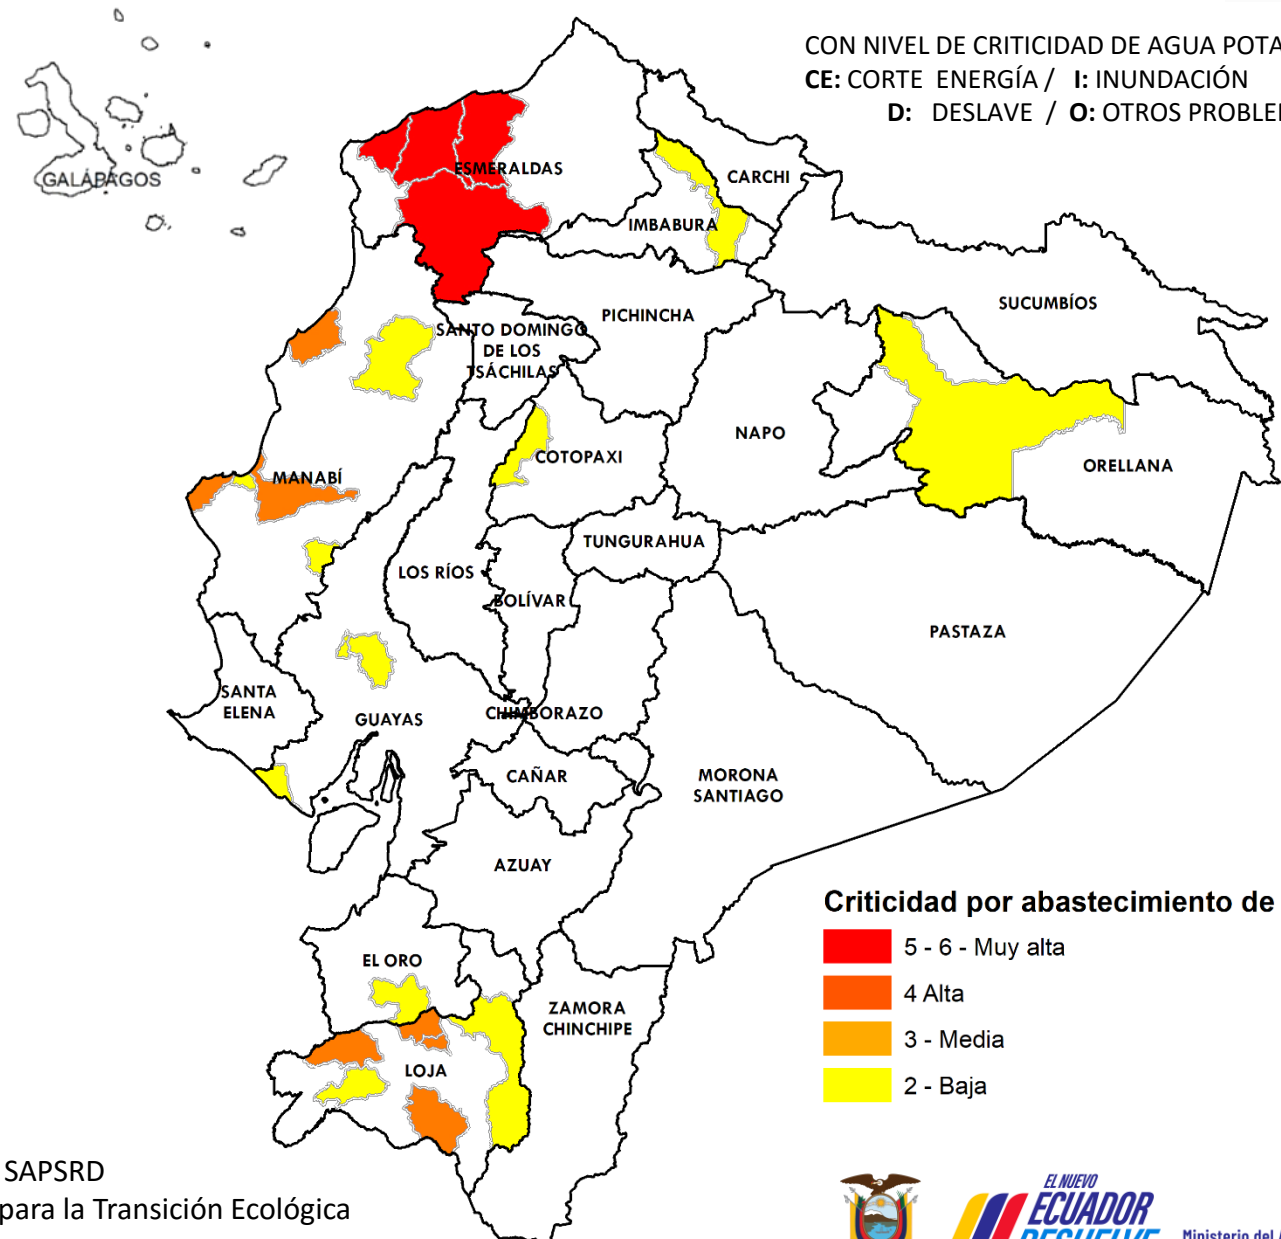 CON NIVEL DE CRITICIDAD DE AGUA POTA
CE: CORTE ENERGÍA / I: INUNDACIÓN
D: DESLAVE / O: OTROS PROBLE
GALÁPAGOS
ESMERALDAS
CARCHI
IMBABURA
SUCUMBÍOS
PICHINCHA
SANTO DOMINGO
DE LOS
TSÁCHILAS
NAPO
COTOPAXI
ORELLANA
MANABÍ
TUNGURAHUA
LOS RÍOS
BOLÍVAR
PASTAZA
SANTA
ELENA
GUAYAS
CHIMBORAZO
CAÑAR
MORONA
SANTIAGO
AZUAY
EL ORO
ZAMORA
CHINCHIPE
LOJA
Criticidad por abastecimiento de
5 - 6 - Muy alta
4 Alta
3 - Media
2 - Baja
SAPSRD
para la Transición Ecológica
EL NUEVO
ECUADOR
RESUELVE
Ministerio del A